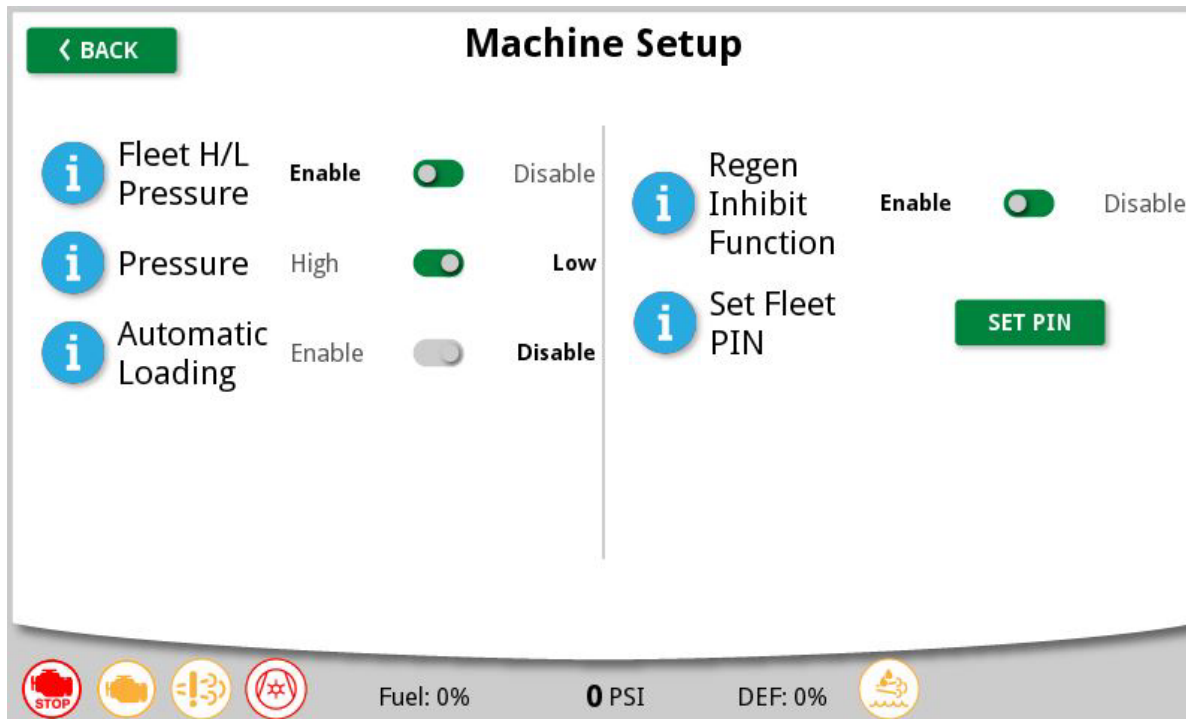 BACK
Machine Setup
Fleet H/L
Pressure
Enable
Disable
Pressure
High
Low
Automatic
Loading
Enable
Disable
Regen
Inhibit
Function
Enable
Disable
Set Fleet
PIN
SET PIN
STOP
Fuel: 0%
0 PSI
DEF: 0%